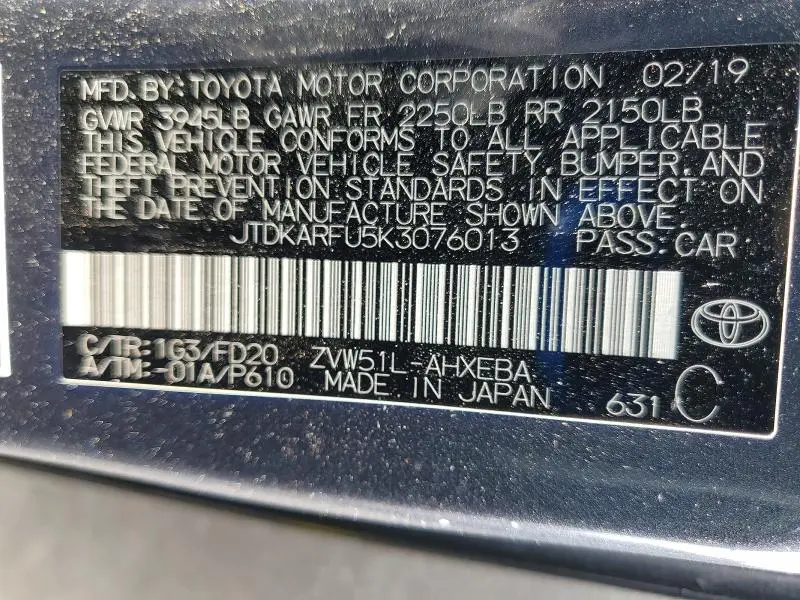 MFD. BY: TOYOTA MOTOR CORPORATION 02/19
GVWR 3945LB GAWR FR 2250LB RR 2150LB
THIS VEHICLE CONFORMS TO ALL APPLICABLE
FEDERAL MOTOR VEHICLE SAFETY, BUMPER, AND
THEFT PREVENTION STANDARDS IN EFFECT ON
THE DATE OF MANUFACTURE SHOWN ABOVE.
JTDKARFU5K3076013 PASS.CAR
C/TR:1G3/FD20 ZVW51L-AHXEBA
A/TM:-01A/P610 MADE IN JAPAN 631 C